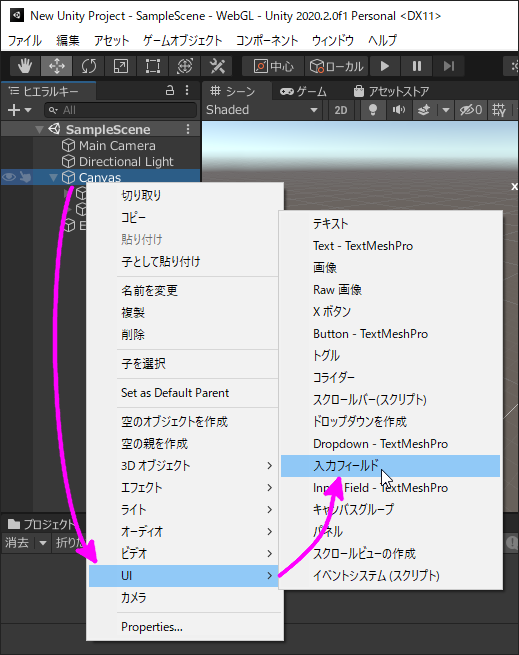 New Unity Project - SampleScene - WebGL - Unity 2020.2.0f1 Personal <DX11>
ファイル 編集 アセット ゲームオブジェクト コンポーネント ウィンドウ ヘルプ
中心 ローカル
ヒエラルキー
シーン ゲーム アセットストア
All
Shaded 2D 0
SampleScene
Main Camera
Directional Light
Canvas
x
切り取り
コピー
貼り付け
子として貼り付け
名前を変更
複製
削除
子を選択
Set as Default Parent
空のオブジェクトを作成
空の親を作成
3D オブジェクト
エフェクト
ライト
オーディオ
ビデオ
UI
カメラ
Properties...
テキスト
Text - TextMeshPro
画像
Raw 画像
X ボタン
Button - TextMeshPro
トグル
コライダー
スクロールバー(スクリプト)
ドロップダウンを作成
Dropdown - TextMeshPro
入力フィールド
Field - TextMeshPro
キャンバスグループ
パネル
スクロールビューの作成
イベントシステム (スクリプト)
プロジェクト
消去 折りた